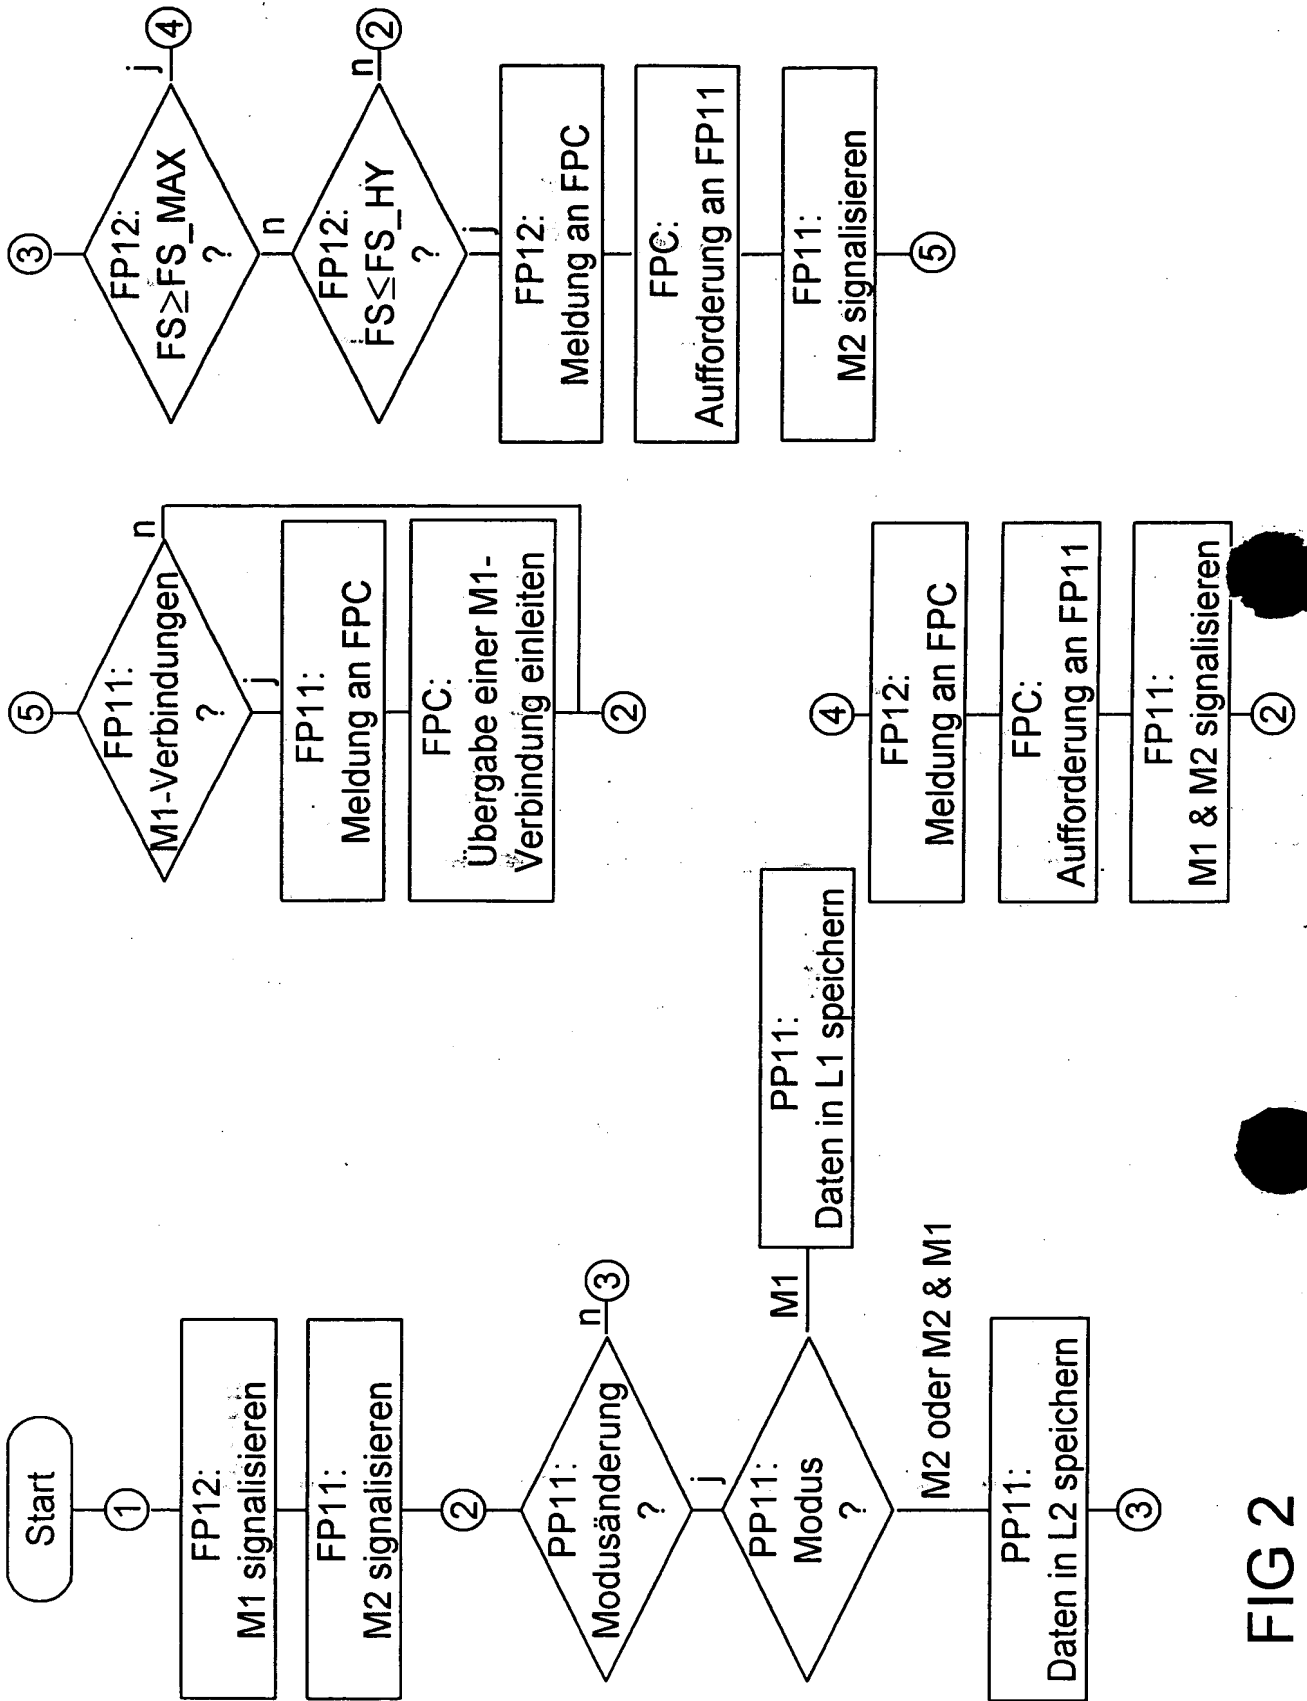 Start
1
FP12:
M1 signalisieren
FP11:
M2 signalisieren
2
PP11:
Modusänderung
?
n
3
j
PP11:
Modus
?
M1
PP11:
Daten in L1 speichern
M2 oder M2 & M1
PP11:
Daten in L2 speichern
3
5
FP11:
M1-Verbindungen
?
n
j
FP11:
Meldung an FPC
FPC:
Übergabe einer M1-
Verbindung einleiten
2
4
FP12:
Meldung an FPC
FPC:
Aufforderung an FP11
FP11:
M1 & M2 signalisieren
2
3
FP12:
FS≥FS_MAX
?
j
4
n
FP12:
FS≤FS_HY
?
n
2
j
FP12:
Meldung an FPC
FPC:
Aufforderung an FP11
FP11:
M2 signalisieren
5
FIG 2